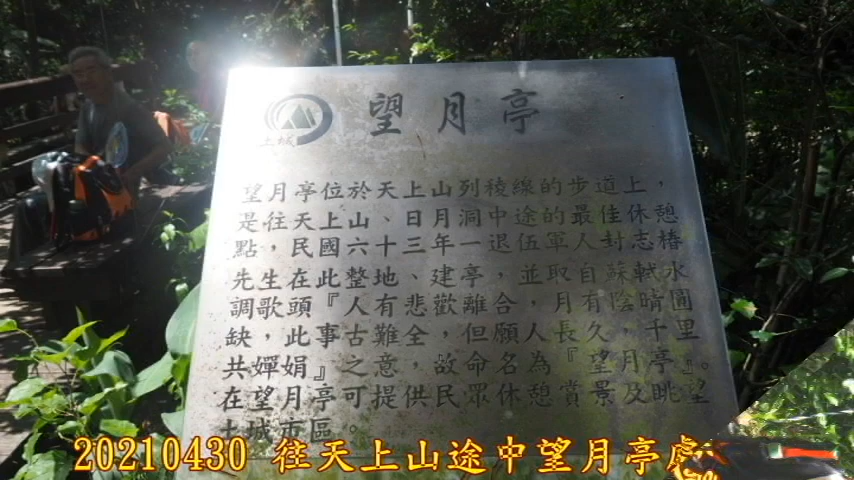 土城
望月亭
望月亭位於天上山列稜線的步道上，
是往天上山、日月洞中途的最佳休憩
點，民國六十三年一退伍軍人封志椿
先生在此整地、建亭，並取自蘇軾水
調歌頭『人有悲歡離合，月有陰晴圓
缺，此事古難全，但願人長久，千里
共嬋娟』之意，故命名為『望月亭』。
在望月亭可提供民眾休憩賞景及眺望
土城市區。
20210430 往天上山途中望月亭處